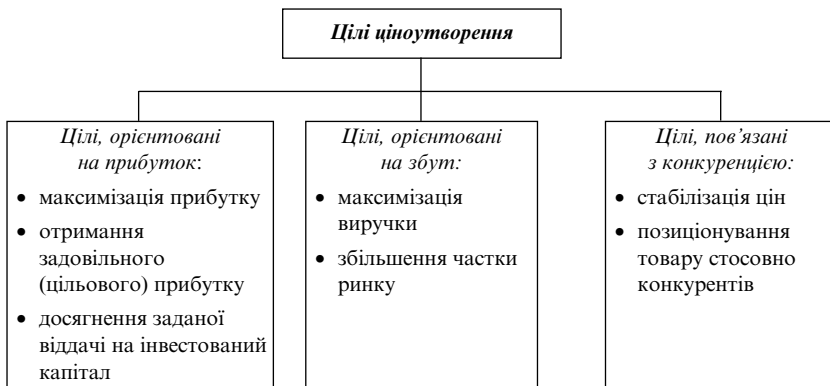 Цілі ціноутворення
Цілі, орієнтовані
на прибуток:
• максимізація прибутку
• отримання
задовільного
(цільового) прибутку
• досягнення заданої
віддачі на інвестований
капітал
Цілі, орієнтовані
на збут:
• максимізація
виручки
• збільшення частки
ринку
Цілі, пов’язані
з конкуренцією:
• стабілізація цін
• позиціонування
товару стосовно
конкурентів